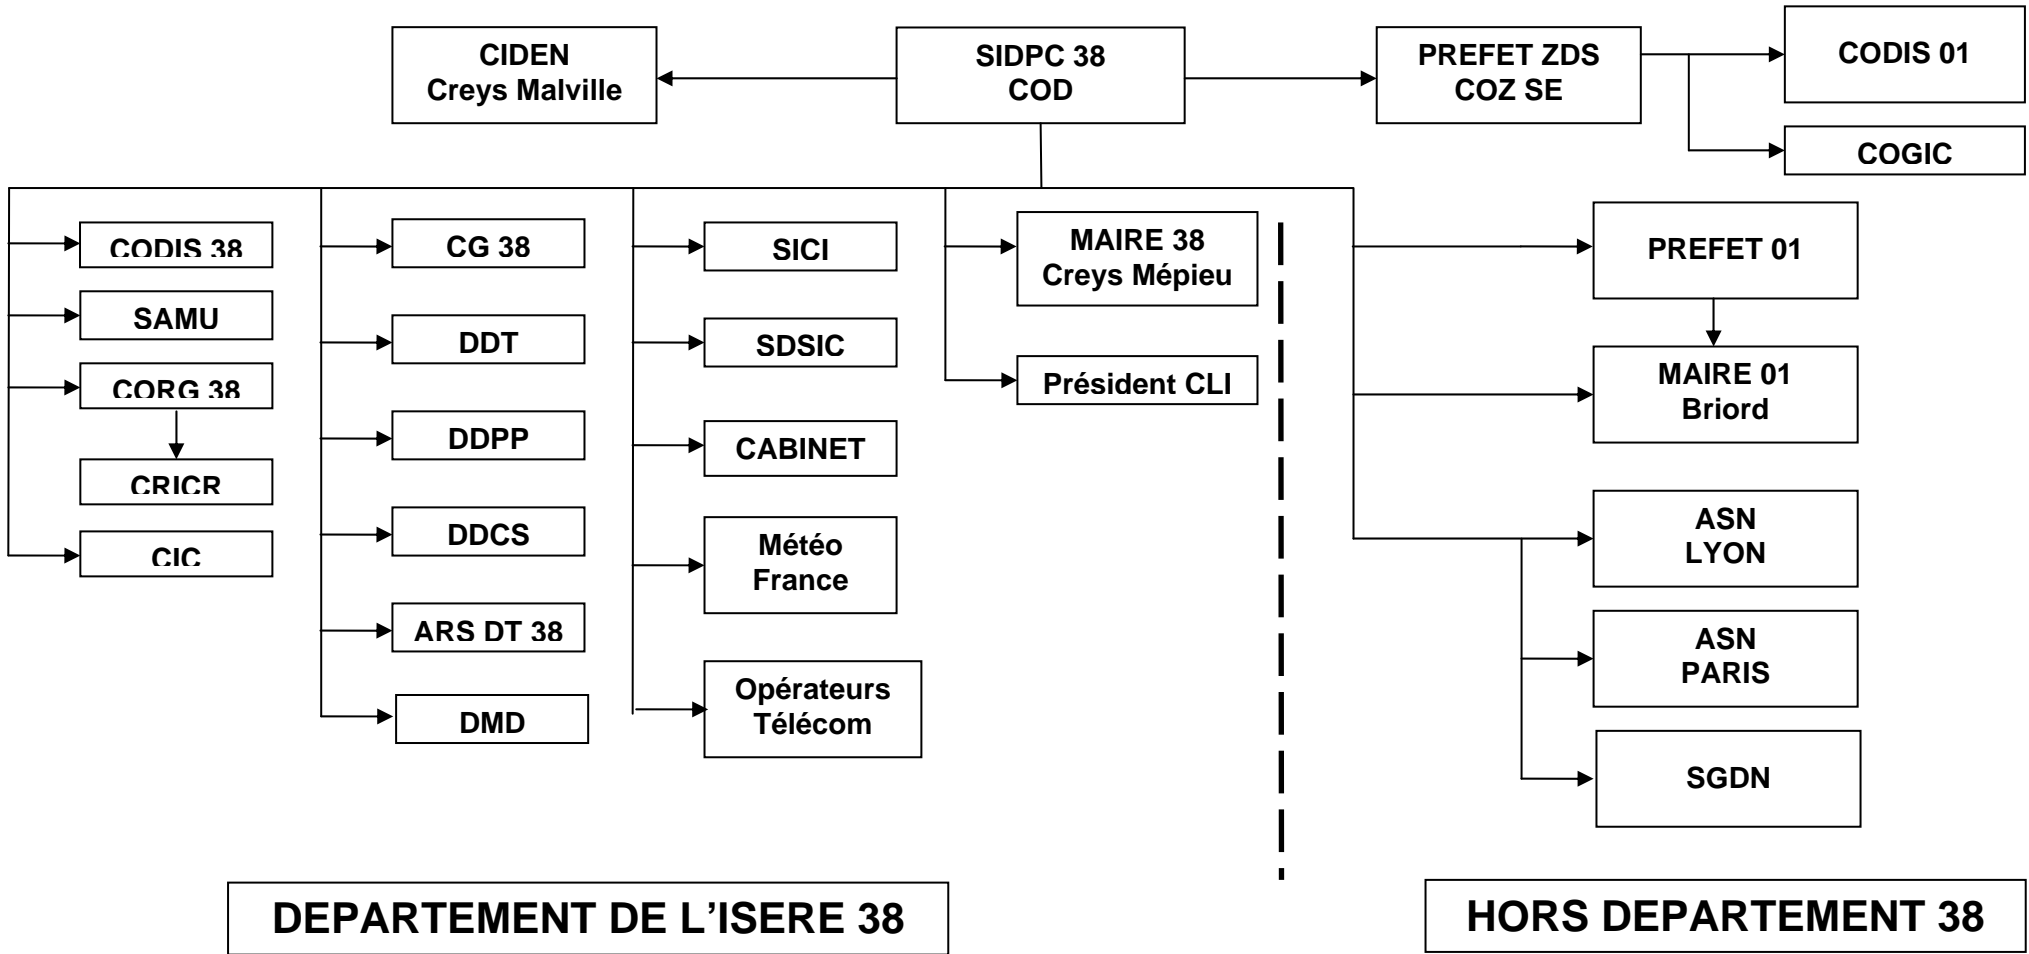 CIDEN
Creys Malville
SIDPC 38
COD
PREFET ZDS
COZ SE
CODIS 01
COGIC
CODIS 38
SAMU
CORG 38
CRICR
CIC
CG 38
DDT
DDPP
DDCS
ARS DT 38
DMD
SICI
SDSIC
CABINET
Météo
France
Opérateurs
Télécom
MAIRE 38
Creys Mépieu
Président CLI
PREFET 01
MAIRE 01
Briord
ASN
LYON
ASN
PARIS
SGDN
DEPARTEMENT DE L’ISERE 38
HORS DEPARTEMENT 38